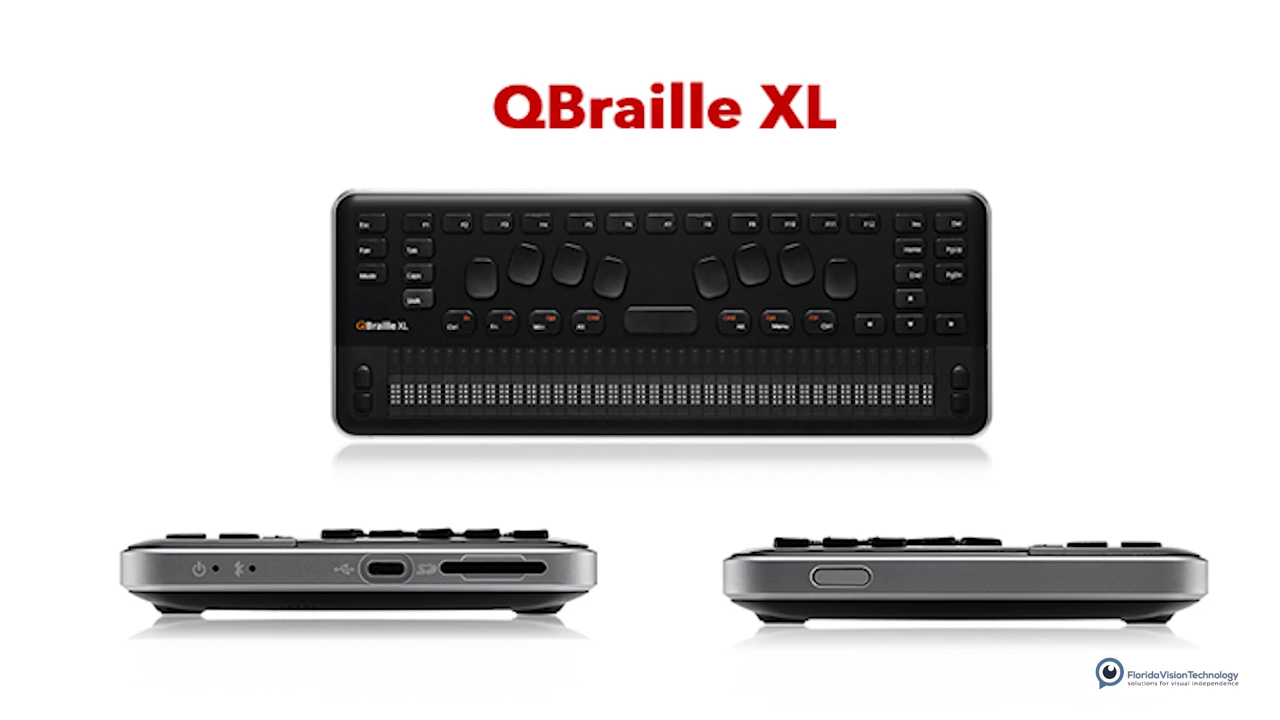 QBraille XL
Esc F1 F2 F3 F4 F5 F6 F7 F8 F9 F10 F11 F12 Ins Del
Tab Home PgUp
Mode Caps End PgDn
Shift
QBraille XL Ctrl Fn Win Alt Alt Menu Ctrl
SD
FloridaVisionTechnology
solutions for visual independence